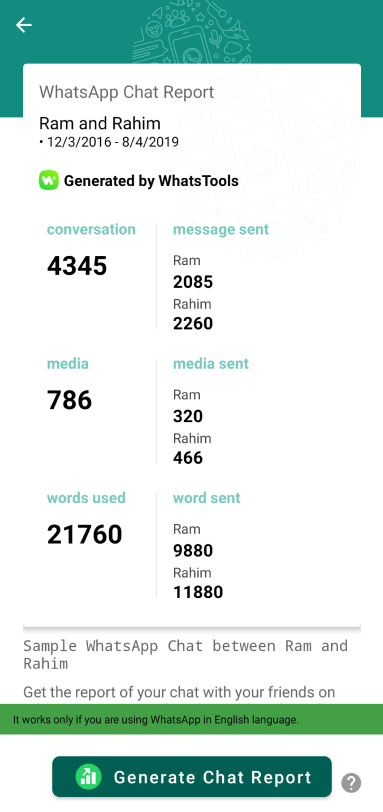 WhatsApp Chat Report
Ram and Rahim
• 12/3/2016 - 8/4/2019
Generated by WhatsTools
conversation
4345
message sent
Ram
2085
Rahim
2260
media
786
media sent
Ram
320
Rahim
466
words used
21760
word sent
Ram
9880
Rahim
11880
Sample WhatsApp Chat between Ram and
Rahim
Get the report of your chat with your friends on
It works only if you are using WhatsApp in English language.
Generate Chat Report
?